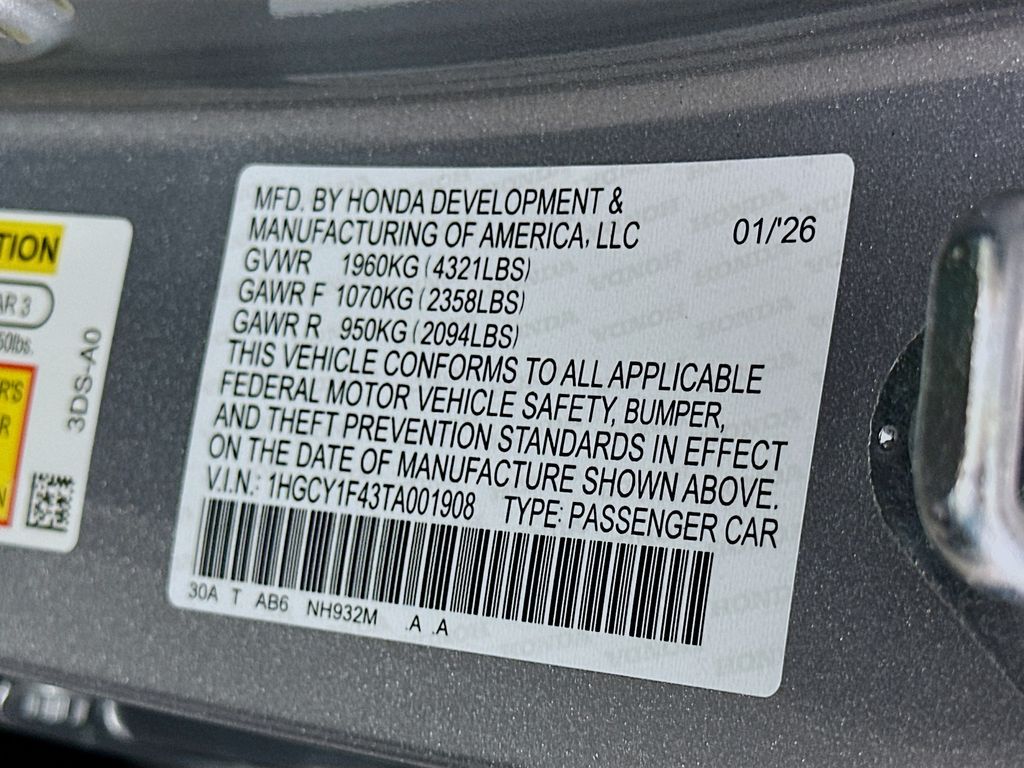 MFD. BY HONDA DEVELOPMENT &
MANUFACTURING OF AMERICA, LLC 01/'26
GVWR 1960KG (4321LBS)
GAWR F 1070KG (2358LBS)
GAWR R 950KG (2094LBS)
THIS VEHICLE CONFORMS TO ALL APPLICABLE
FEDERAL MOTOR VEHICLE SAFETY, BUMPER,
AND THEFT PREVENTION STANDARDS IN EFFECT
ON THE DATE OF MANUFACTURE SHOWN ABOVE.
V.I.N.: 1HGCY1F43TA001908 TYPE: PASSENGER CAR
30A T AB6 NH932M .A .A
3DS-A0